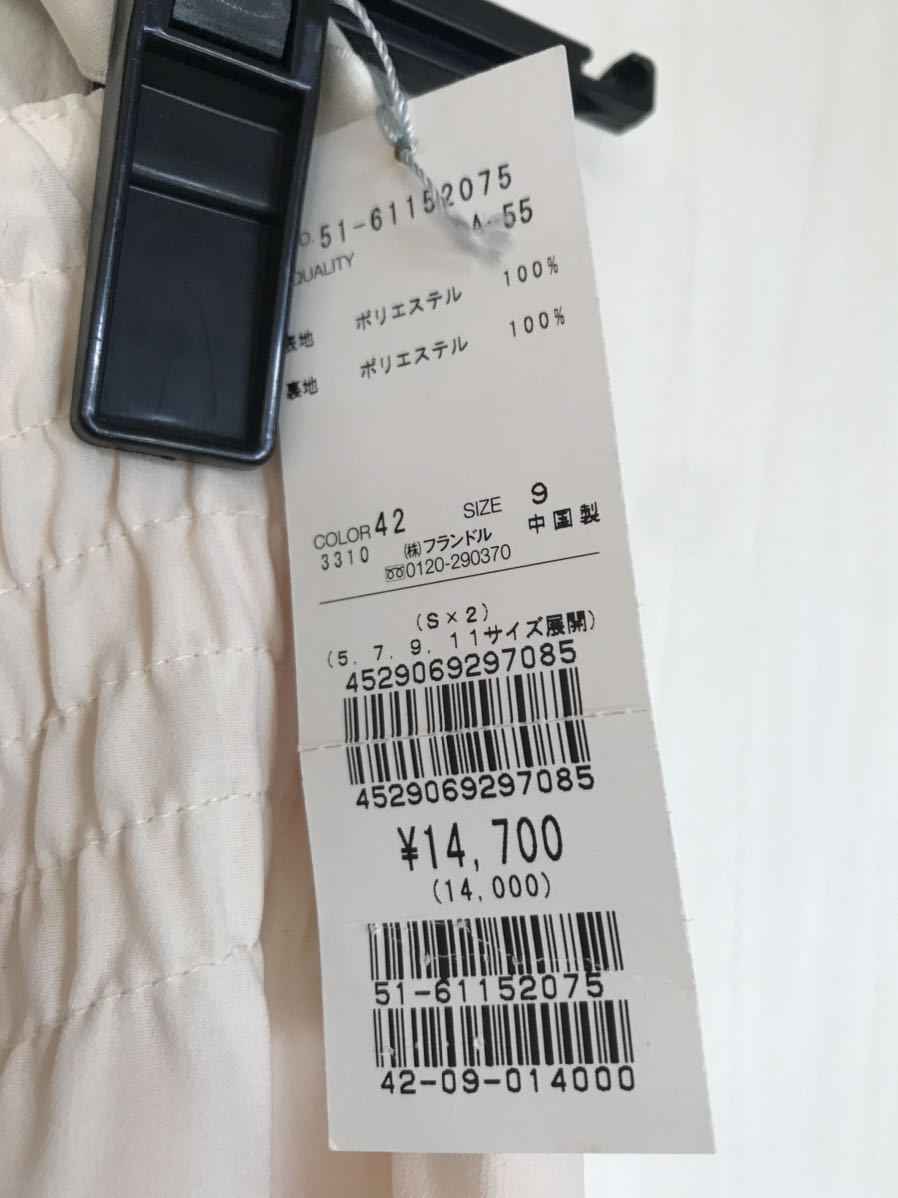 51-61152075
A-55
QUALITY
表地 ポリエステル 100%
裏地 ポリエステル 100%
COLOR 42 SIZE 9
3310 ㈱フランドル 中国製
0120-290370
(S×2)
(5, 7, 9, 11サイズ展開)
4529069297085
4529069297085
¥14,700
(14,000)
51-61152075
42-09-014000